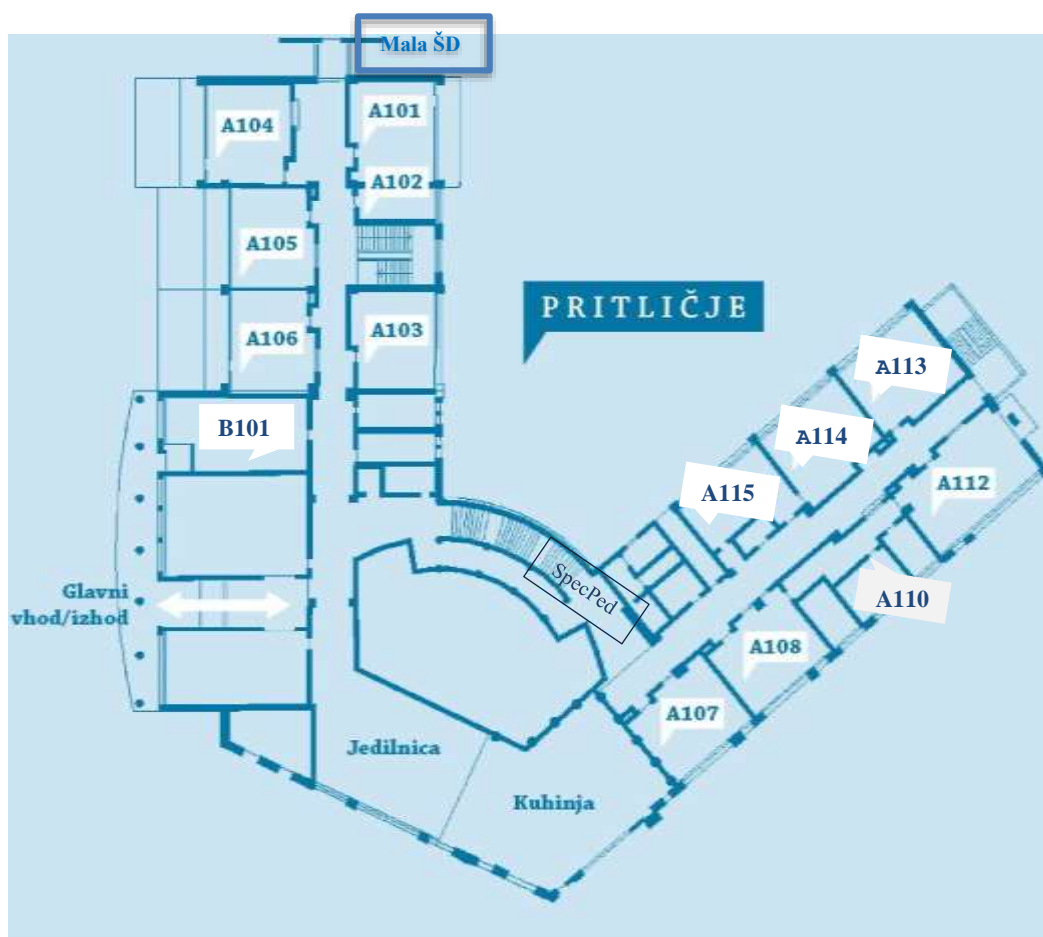 Mala ŠD
A101
A104
A102
A105
A103
A106
PRITLIČJE
A113
B101
A114
A115
A112
SpecPed
Glavni
vhod/izhod
A110
A108
A107
Jedilnica
Kuhinja